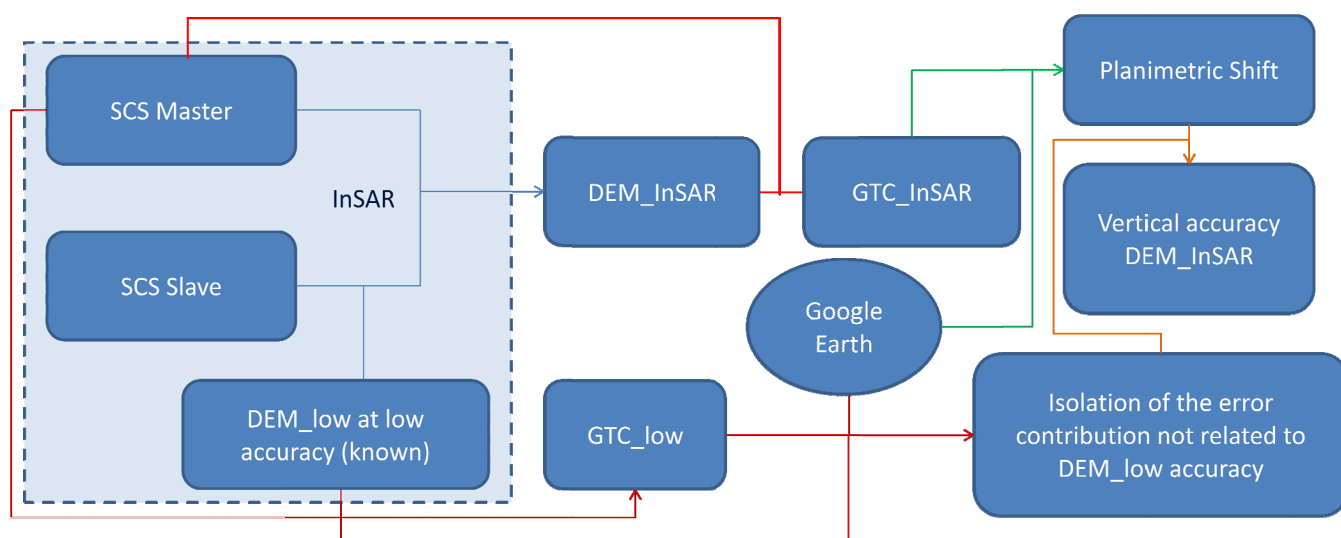 SCS Master
InSAR
SCS Slave
DEM_low at low
accuracy (known)
DEM_InSAR
GTC_InSAR
Google
Earth
GTC_low
Planimetric Shift
Vertical accuracy
DEM_InSAR
Isolation of the error
contribution not related to
DEM_low accuracy